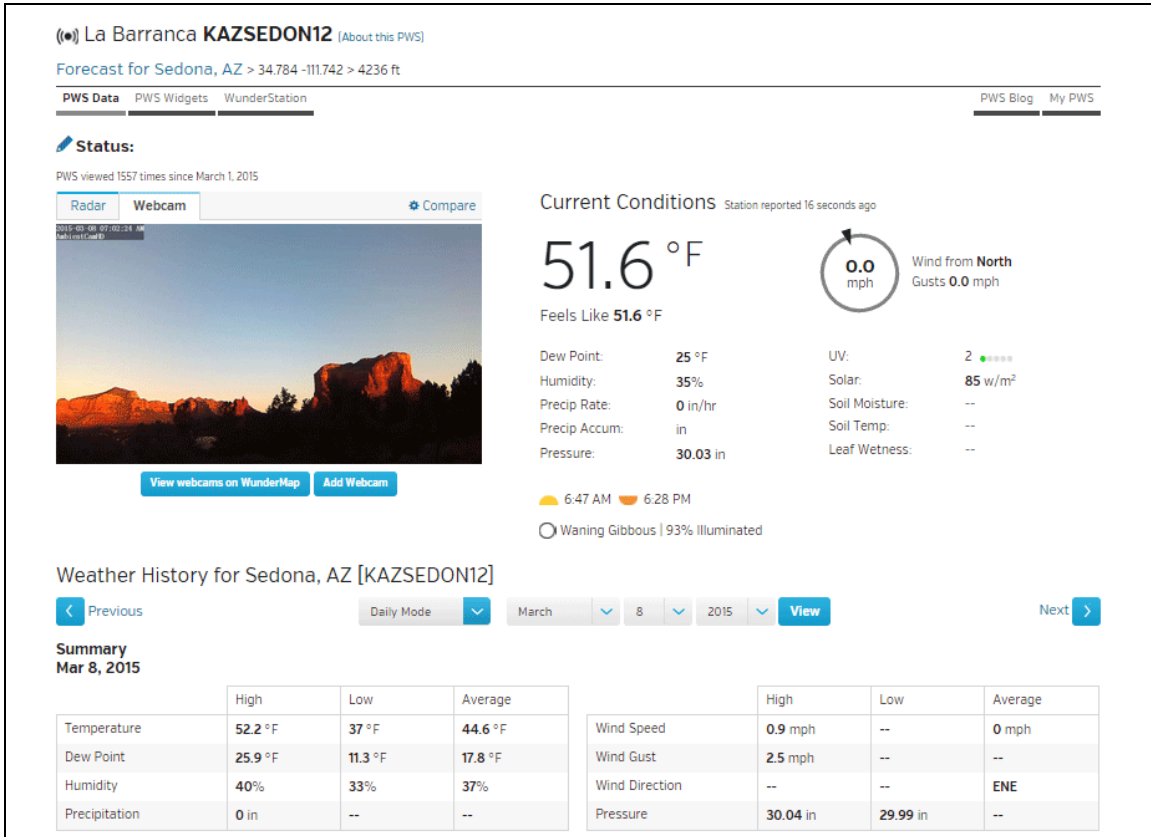 La Barranca KAZSEDON12 (About this PWS)
Forecast for Sedona, AZ > 34.784 -111.742 > 4236 ft
PWS Data PWS Widgets WunderStation PWS Blog My PWS
Status:
PWS viewed 1557 times since March 1, 2015
Radar Webcam Compare
2015-03-08 07:02:24 AM
AmbientCamHD
View webcams on WunderMap Add Webcam
Current Conditions Station reported 16 seconds ago
51.6 °F
Feels Like 51.6 °F
0.0
mph
Wind from North
Gusts 0.0 mph
Dew Point: 25 °F
Humidity: 35%
Precip Rate: 0 in/hr
Precip Accum: in
Pressure: 30.03 in
UV: 2
Solar: 85 w/m²
Soil Moisture: --
Soil Temp: --
Leaf Wetness: --
6:47 AM 6:28 PM
Waning Gibbous | 93% Illuminated
Weather History for Sedona, AZ [KAZSEDON12]
Previous Daily Mode March 8 2015 View Next
Summary
Mar 8, 2015
High Low Average
Temperature 52.2 °F 37 °F 44.6 °F
Dew Point 25.9 °F 11.3 °F 17.8 °F
Humidity 40% 33% 37%
Precipitation 0 in -- --
High Low Average
Wind Speed 0.9 mph -- 0 mph
Wind Gust 2.5 mph -- --
Wind Direction -- -- ENE
Pressure 30.04 in 29.99 in --